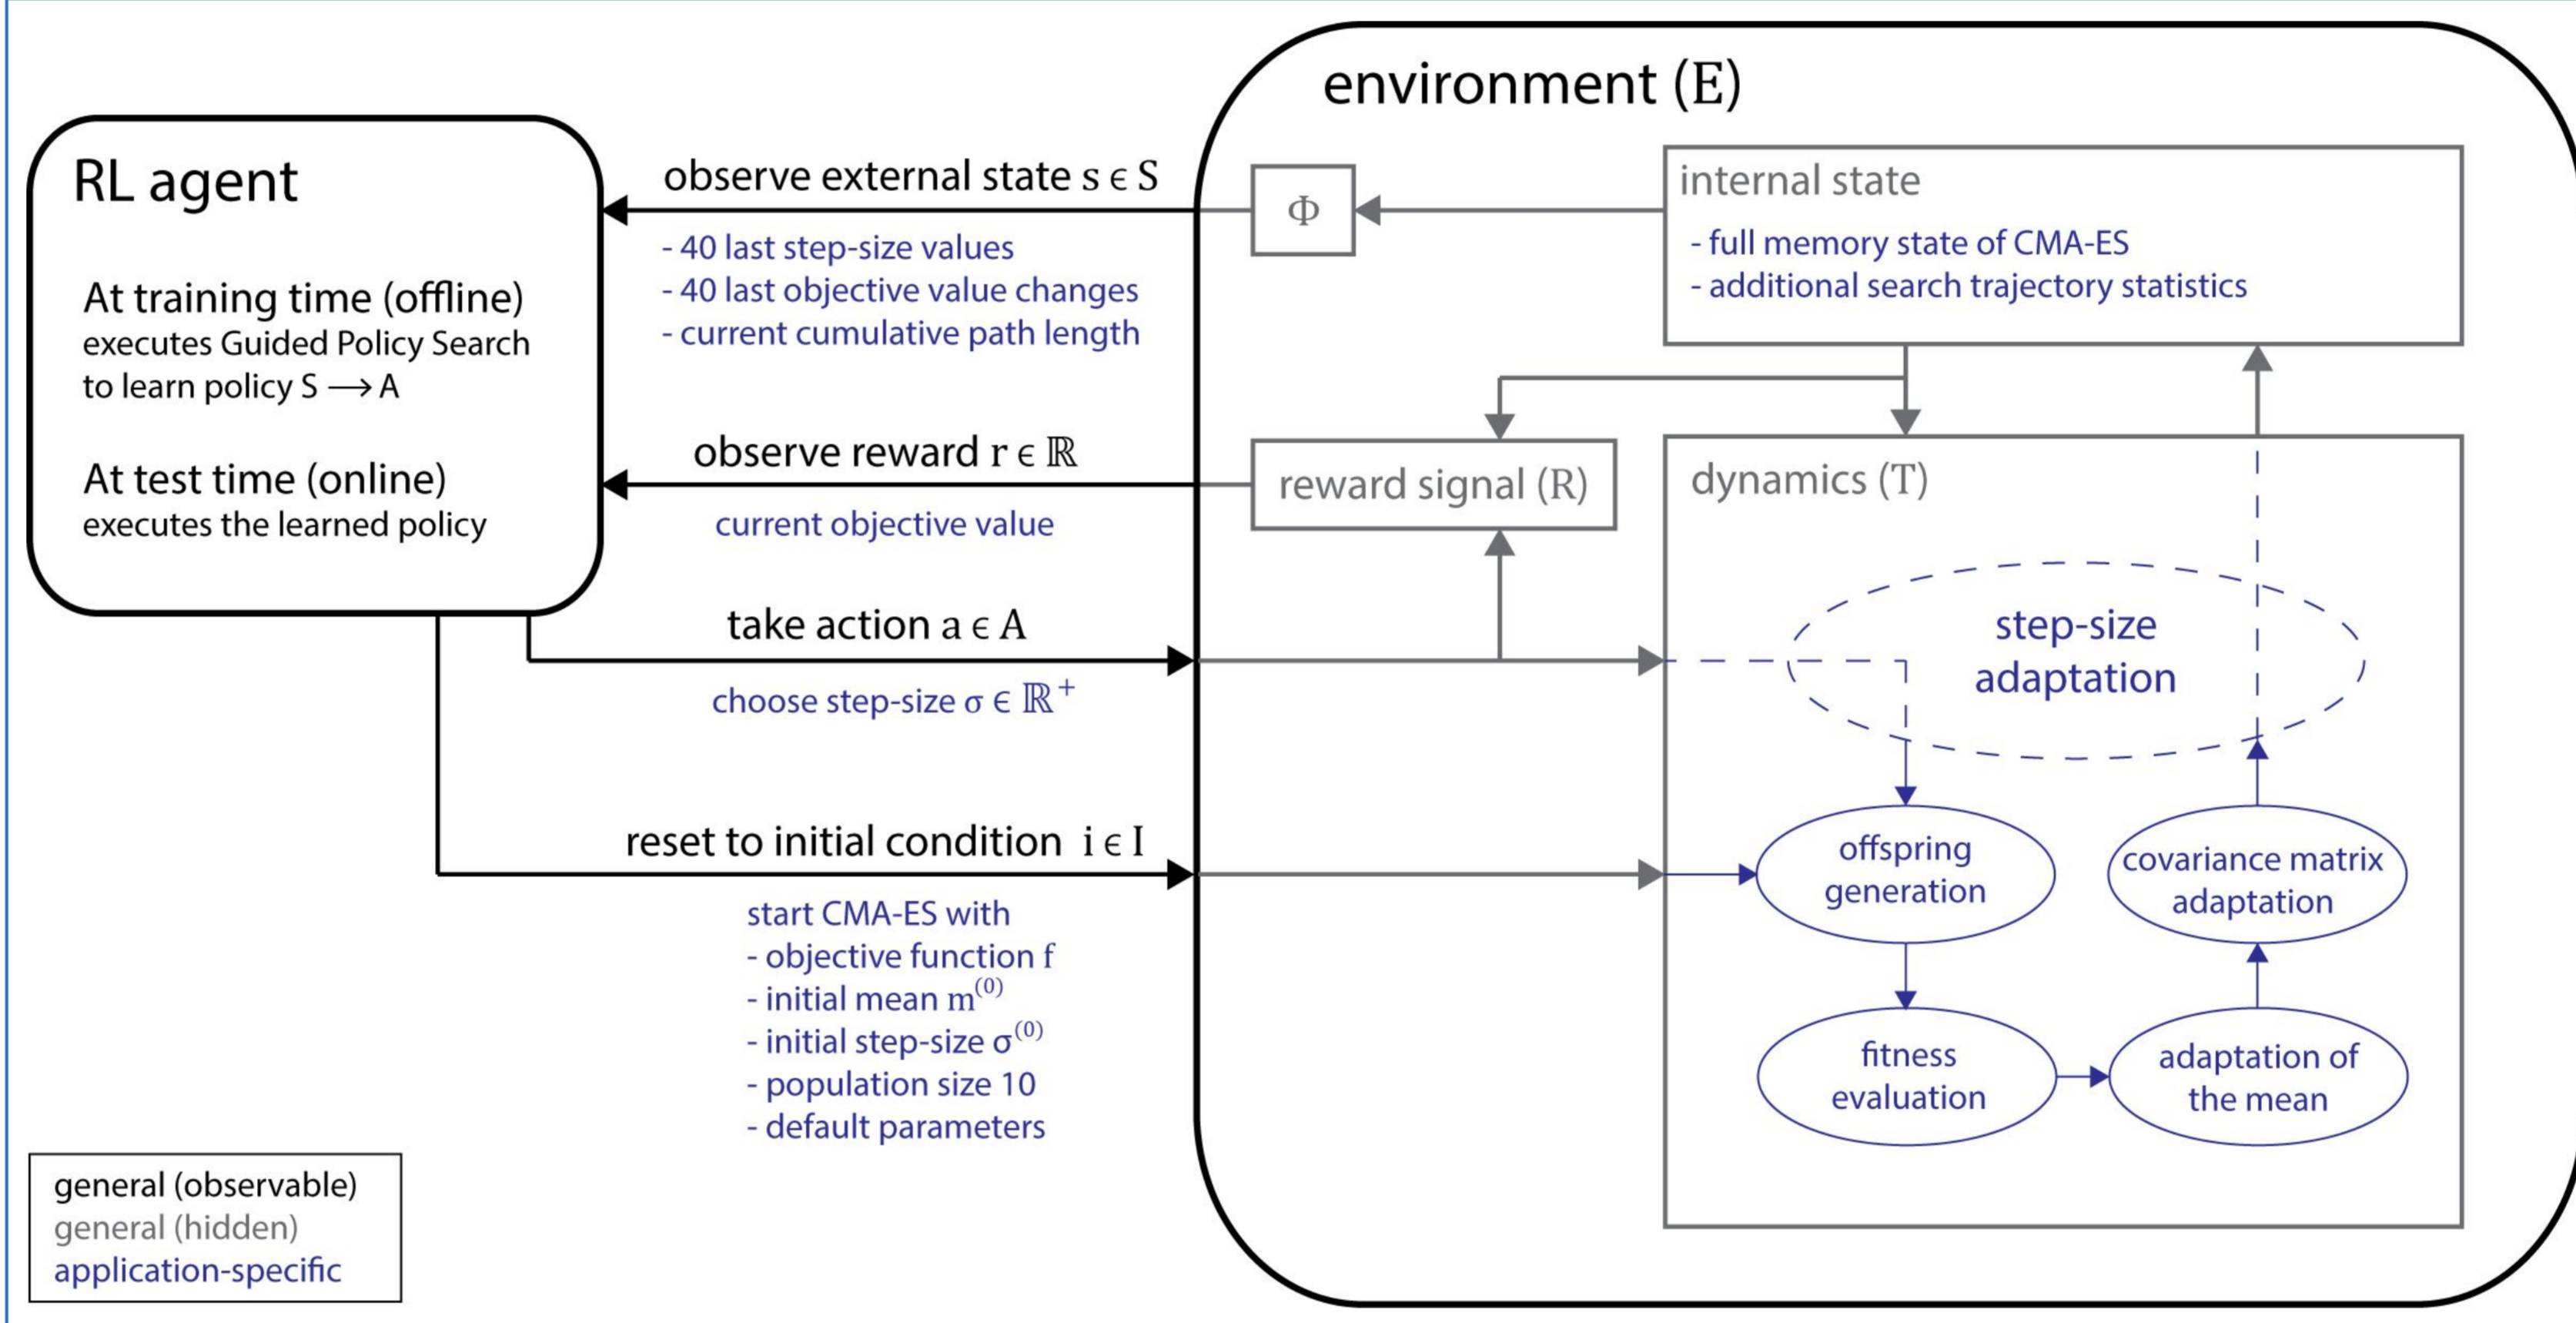 environment (E)
RL agent
At training time (offline)
executes Guided Policy Search
to learn policy S ⟶ A
At test time (online)
executes the learned policy
observe external state s ϵ S
- 40 last step-size values
- 40 last objective value changes
- current cumulative path length
Φ
internal state
- full memory state of CMA-ES
- additional search trajectory statistics
observe reward r ϵ ℝ
current objective value
reward signal (R)
dynamics (T)
take action a ϵ A
choose step-size σ ϵ ℝ⁺
step-size
adaptation
reset to initial condition i ϵ I
start CMA-ES with
- objective function f
- initial mean m⁽⁰⁾
- initial step-size σ⁽⁰⁾
- population size 10
- default parameters
offspring
generation
covariance matrix
adaptation
fitness
evaluation
adaptation of
the mean
general (observable)
general (hidden)
application-specific